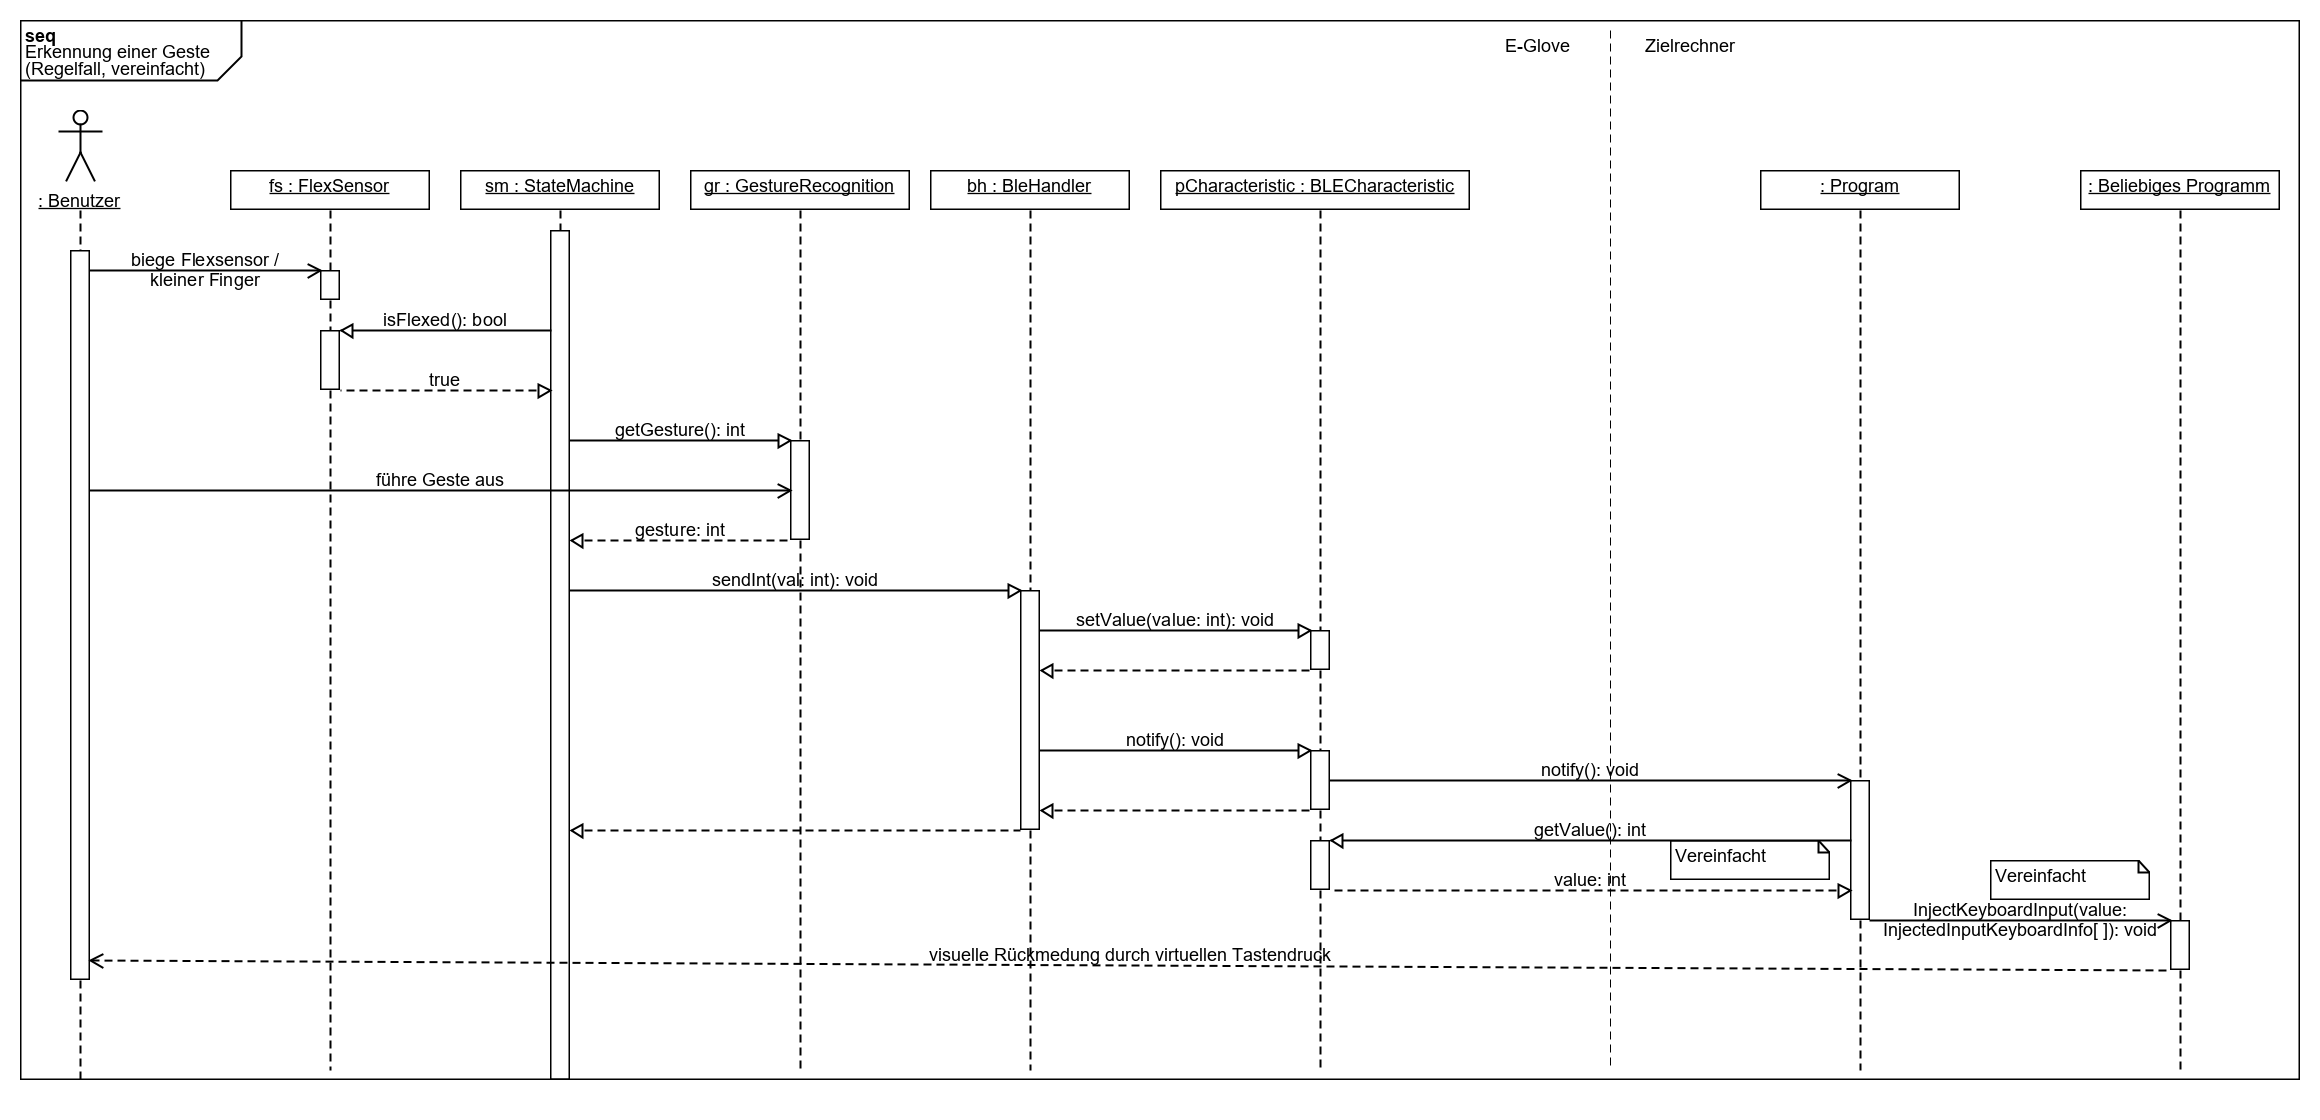 seq
Erkennung einer Geste
(Regelfall, vereinfacht)
E-Glove
Zielrechner
: Benutzer
fs : FlexSensor
sm : StateMachine
gr : GestureRecognition
bh : BleHandler
pCharacteristic : BLECharacteristic
: Program
: Beliebiges Programm
biege Flexsensor /
kleiner Finger
isFlexed(): bool
true
getGesture(): int
führe Geste aus
gesture: int
sendInt(val: int): void
setValue(value: int): void
notify(): void
notify(): void
getValue(): int
Vereinfacht
value: int
Vereinfacht
InjectKeyboardInput(value:
InjectedInputKeyboardInfo[ ]): void
visuelle Rückmedung durch virtuellen Tastendruck